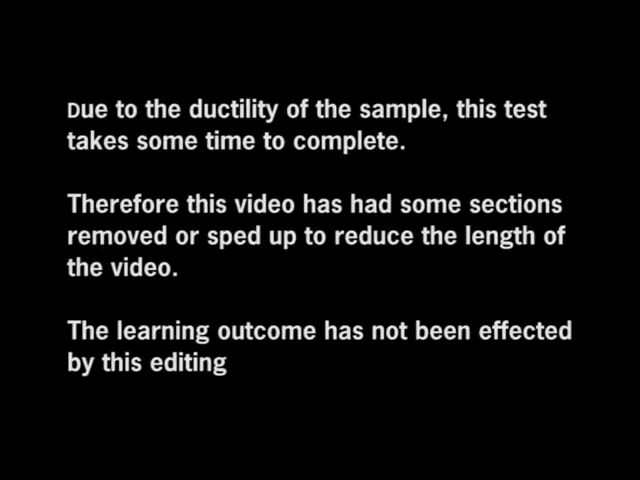 Due to the ductility of the sample, this test
takes some time to complete.
Therefore this video has had some sections
removed or sped up to reduce the length of
the video.
The learning outcome has not been effected
by this editing